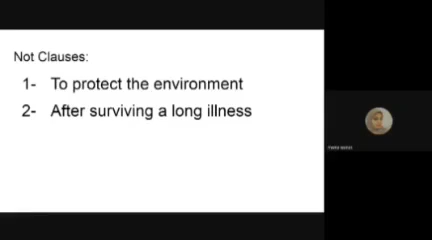 Not Clauses:
1- To protect the environment
2- After surviving a long illness